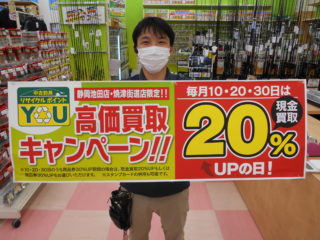 中古釣具
リサイクル ポイント
YOU
静岡池田店・焼津街道店限定!!
高価買取
キャンペーン!!
毎月10・20・30日は
20%
現金
買取
UPの日!